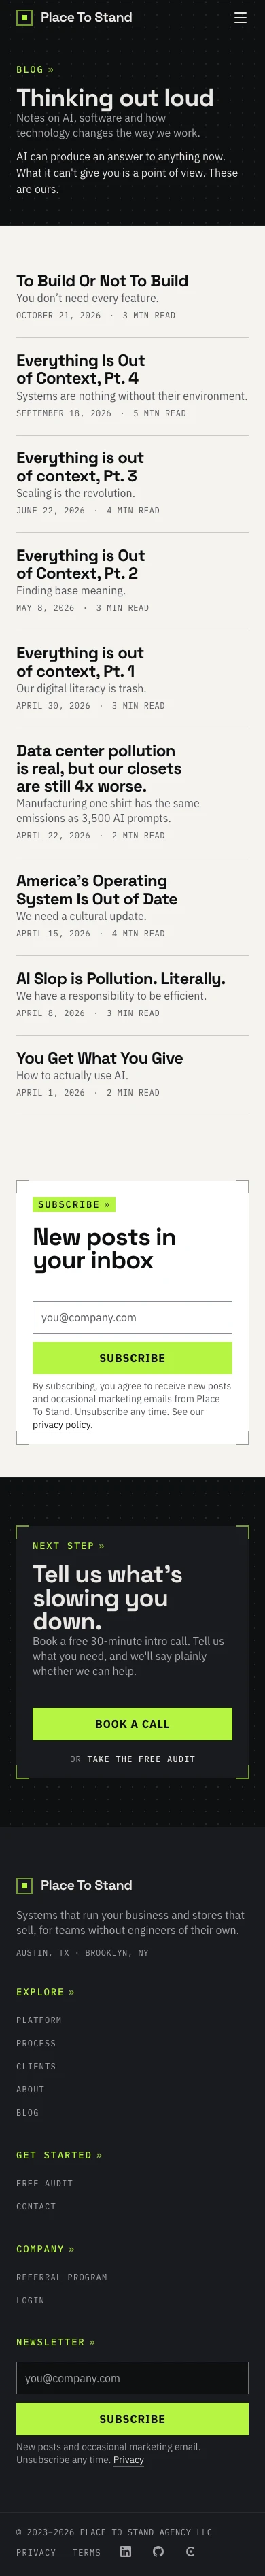 Place To Stand
BLOG »
Thinking out loud
Notes on AI, software and how
technology changes the way we work.
AI can produce an answer to anything now.
What it can't give you is a point of view. These
are ours.
To Build Or Not To Build
You don't need every feature.
OCTOBER 21, 2026 · 3 MIN READ
Everything Is Out
of Context, Pt. 4
Systems are nothing without their environment.
SEPTEMBER 18, 2026 · 5 MIN READ
Everything is out
of context, Pt. 3
Scaling is the revolution.
JUNE 22, 2026 · 4 MIN READ
Everything is Out
of Context, Pt. 2
Finding base meaning.
MAY 8, 2026 · 3 MIN READ
Everything is out
of context, Pt. 1
Our digital literacy is trash.
APRIL 30, 2026 · 3 MIN READ
Data center pollution
is real, but our closets
are still 4x worse.
Manufacturing one shirt has the same
emissions as 3,500 AI prompts.
APRIL 22, 2026 · 2 MIN READ
America's Operating
System Is Out of Date
We need a cultural update.
APRIL 15, 2026 · 4 MIN READ
AI Slop is Pollution. Literally.
We have a responsibility to be efficient.
APRIL 8, 2026 · 3 MIN READ
You Get What You Give
How to actually use AI.
APRIL 1, 2026 · 2 MIN READ
SUBSCRIBE »
New posts in
your inbox
you@company.com
SUBSCRIBE
By subscribing, you agree to receive new posts
and occasional marketing emails from Place
To Stand. Unsubscribe any time. See our
privacy policy.
NEXT STEP »
Tell us what's
slowing you
down.
Book a free 30-minute intro call. Tell us
what you need, and we'll say plainly
whether we can help.
BOOK A CALL
OR TAKE THE FREE AUDIT
Place To Stand
Systems that run your business and stores that
sell, for teams without engineers of their own.
AUSTIN, TX · BROOKLYN, NY
EXPLORE »
PLATFORM
PROCESS
CLIENTS
ABOUT
BLOG
GET STARTED »
FREE AUDIT
CONTACT
COMPANY »
REFERRAL PROGRAM
LOGIN
NEWSLETTER »
you@company.com
SUBSCRIBE
New posts and occasional marketing email.
Unsubscribe any time. Privacy
© 2023–2026 PLACE TO STAND AGENCY LLC
PRIVACY TERMS